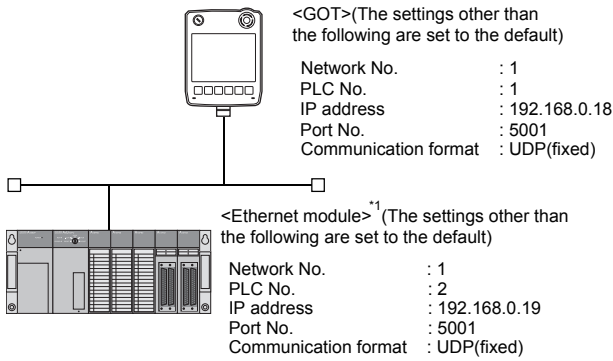 <GOT>(The settings other than
the following are set to the default)
Network No. : 1
PLC No. : 1
IP address : 192.168.0.18
Port No. : 5001
Communication format : UDP(fixed)
<Ethernet module>*1(The settings other than
the following are set to the default)
Network No. : 1
PLC No. : 2
IP address : 192.168.0.19
Port No. : 5001
Communication format : UDP(fixed)